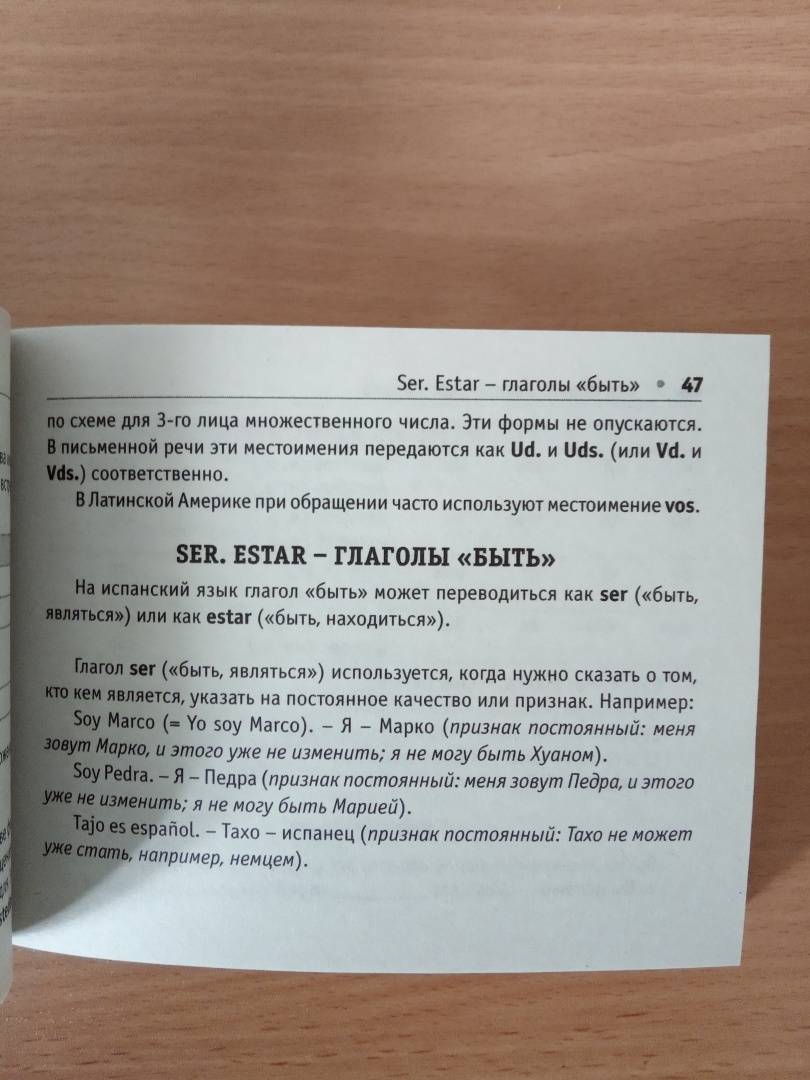 Ser. Estar – глаголы «быть» • 47
по схеме для 3-го лица множественного числа. Эти формы не опускаются.
В письменной речи эти местоимения передаются как Ud. и Uds. (или Vd. и
Vds.) соответственно.
В Латинской Америке при обращении часто используют местоимение vos.
SER. ESTAR – ГЛАГОЛЫ «БЫТЬ»
На испанский язык глагол «быть» может переводиться как ser («быть,
являться») или как estar («быть, находиться»).
Глагол ser («быть, являться») используется, когда нужно сказать о том,
кто кем является, указать на постоянное качество или признак. Например:
Soy Marco (= Yo soy Marco). – Я – Марко (признак постоянный: меня
зовут Марко, и этого уже не изменить; я не могу быть Хуаном).
Soy Pedra. – Я – Педра (признак постоянный: меня зовут Педра, и этого
уже не изменить; я не могу быть Марией).
Tajo es español. – Тахо – испанец (признак постоянный: Тахо не может
уже стать, например, немцем).